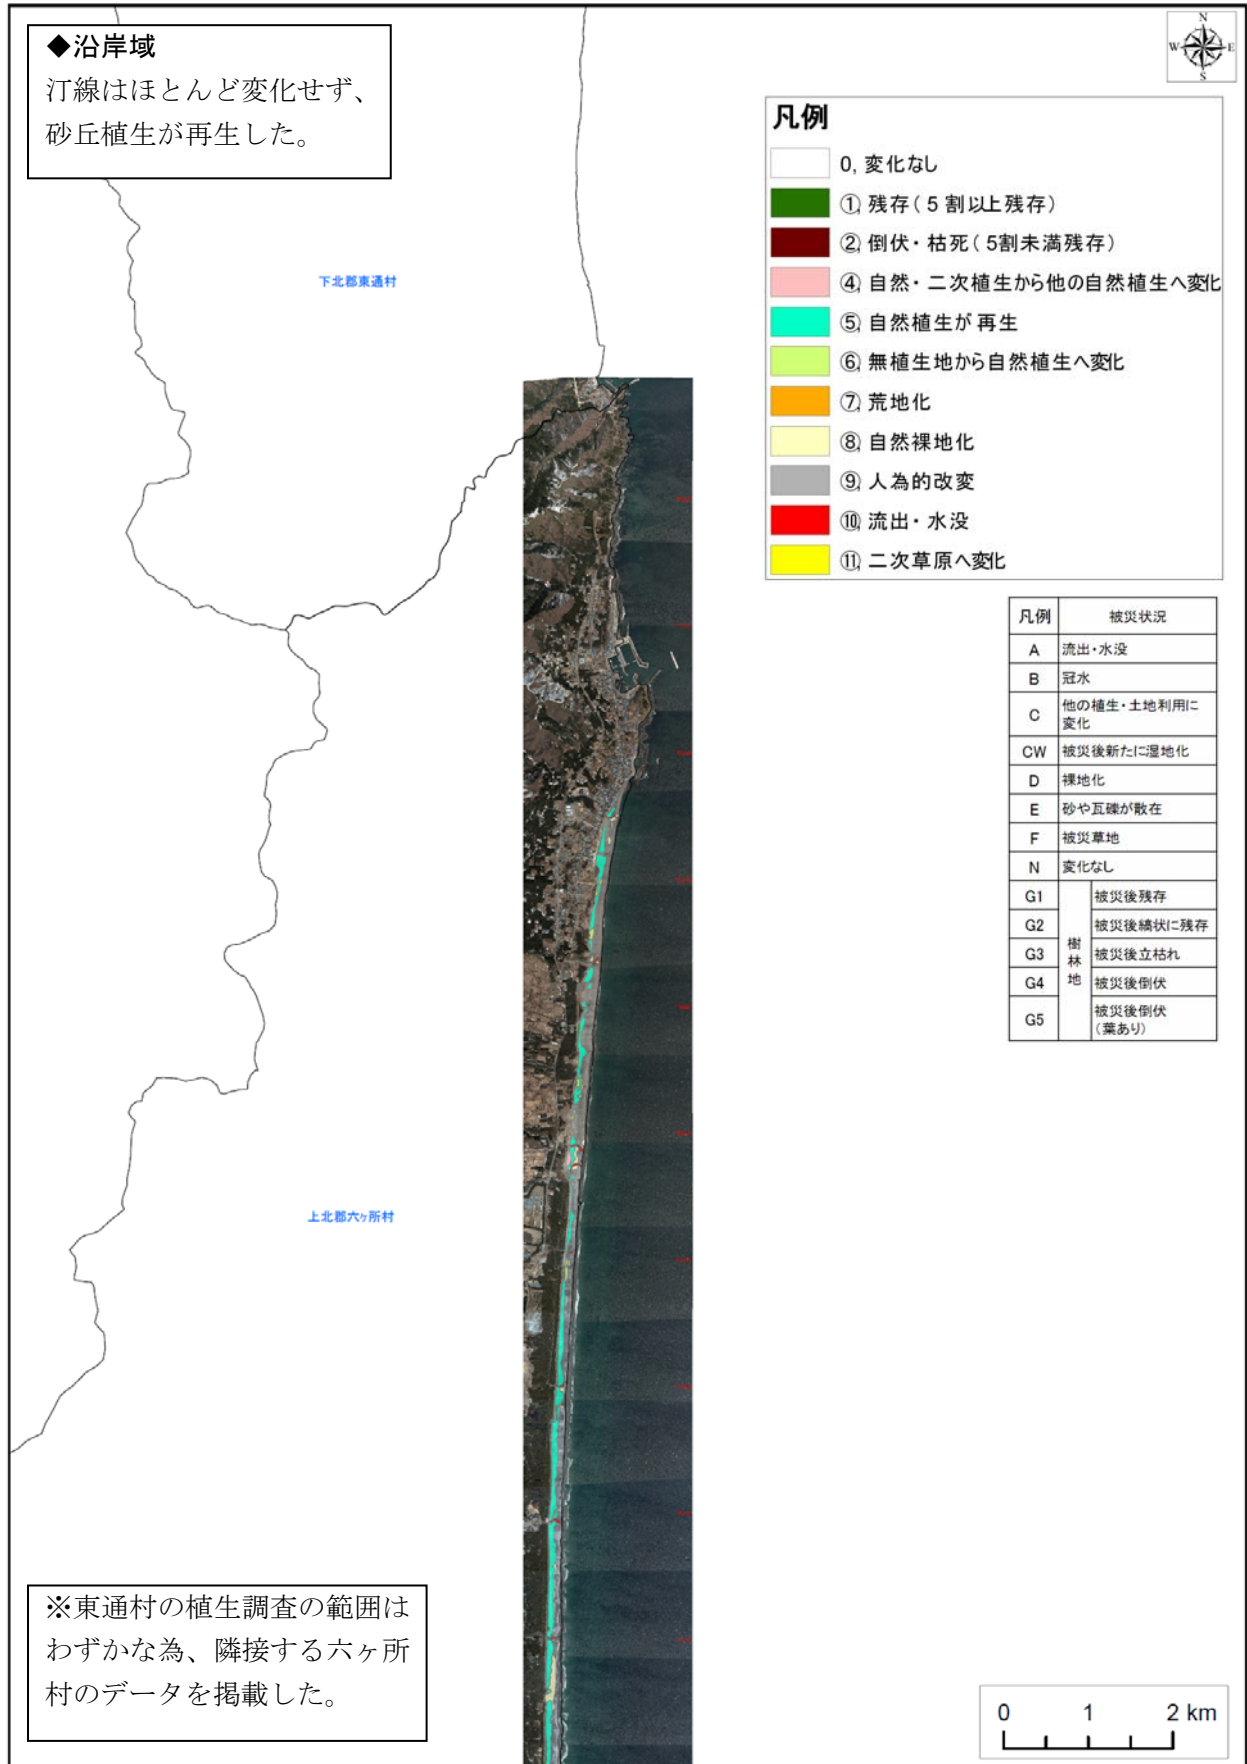 ◆沿岸域
汀線はほとんど変化せず、
砂丘植生が再生した。
N
W E
S
凡例
0, 変化なし
①, 残存(5割以上残存)
②, 倒伏・枯死(5割未満残存)
④, 自然・二次植生から他の自然植生へ変化
⑤, 自然植生が再生
⑥, 無植生地から自然植生へ変化
⑦, 荒地化
⑧, 自然裸地化
⑨, 人為的改変
⑩, 流出・水没
⑪, 二次草原へ変化
下北郡東通村
凡例 被災状況
A 流出・水没
B 冠水
C 他の植生・土地利用に
変化
CW 被災後新たに湿地化
D 裸地化
E 砂や瓦礫が散在
F 被災草地
N 変化なし
樹林地
G1 被災後残存
G2 被災後縞状に残存
G3 被災後立枯れ
G4 被災後倒伏
G5 被災後倒伏
(葉あり)
上北郡六ヶ所村
※東通村の植生調査の範囲は
わずかな為、隣接する六ヶ所
村のデータを掲載した。
0 1 2 km